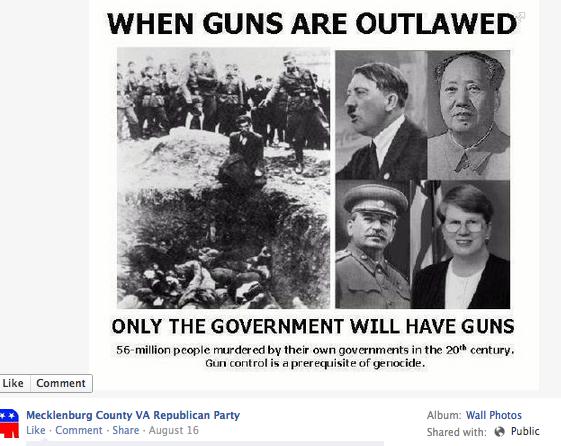 WHEN GUNS ARE OUTLAWED
ONLY THE GOVERNMENT WILL HAVE GUNS
56-million people murdered by their own governments in the 20th century.
Gun control is a prerequisite of genocide.
Like Comment
Mecklenburg County VA Republican Party
Like · Comment · Share · August 16
Album: Wall Photos
Shared with: Public